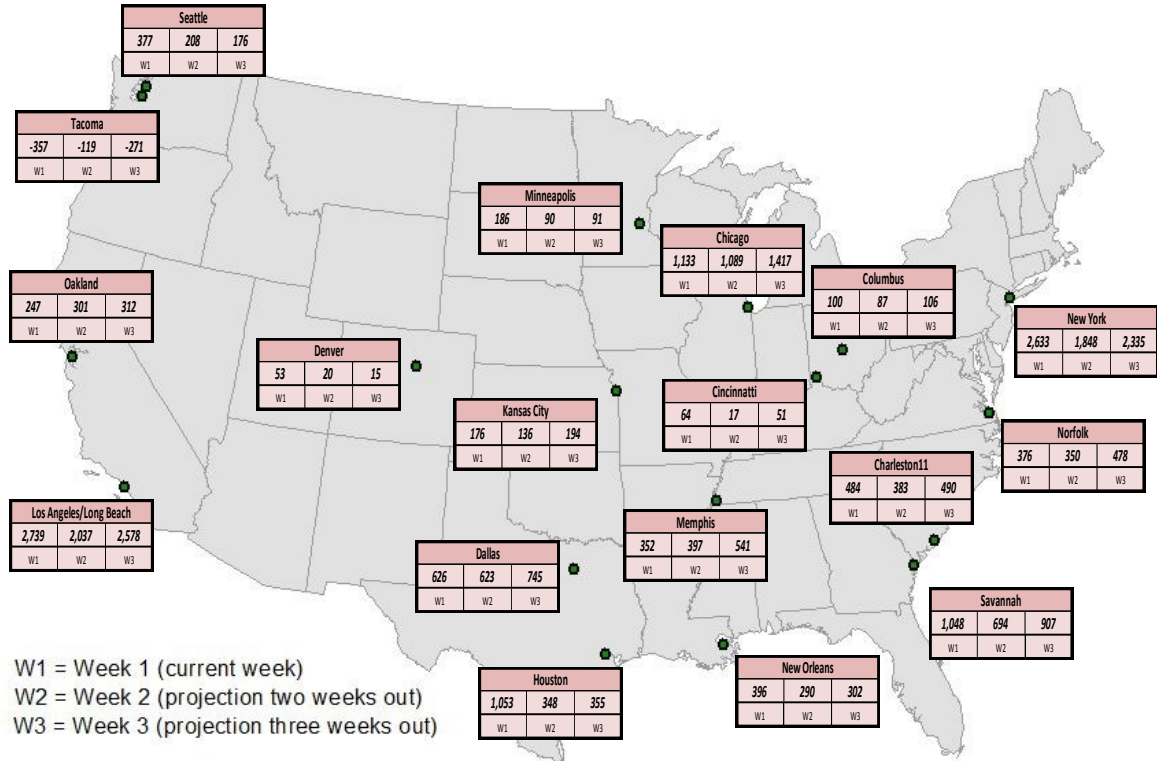 Seattle
377 208 176
W1 W2 W3
Tacoma
-357 -119 -271
W1 W2 W3
Minneapolis
186 90 91
W1 W2 W3
Chicago
1,133 1,089 1,417
W1 W2 W3
Columbus
100 87 106
W1 W2 W3
Oakland
247 301 312
W1 W2 W3
New York
2,633 1,848 2,335
W1 W2 W3
Denver
53 20 15
W1 W2 W3
Cincinnatti
64 17 51
W1 W2 W3
Kansas City
176 136 194
W1 W2 W3
Norfolk
376 350 478
W1 W2 W3
Charleston11
484 383 490
W1 W2 W3
Los Angeles/Long Beach
2,739 2,037 2,578
W1 W2 W3
Memphis
352 397 541
W1 W2 W3
Dallas
626 623 745
W1 W2 W3
Savannah
1,048 694 907
W1 W2 W3
New Orleans
396 290 302
W1 W2 W3
Houston
1,053 348 355
W1 W2 W3
W1 = Week 1 (current week)
W2 = Week 2 (projection two weeks out)
W3 = Week 3 (projection three weeks out)